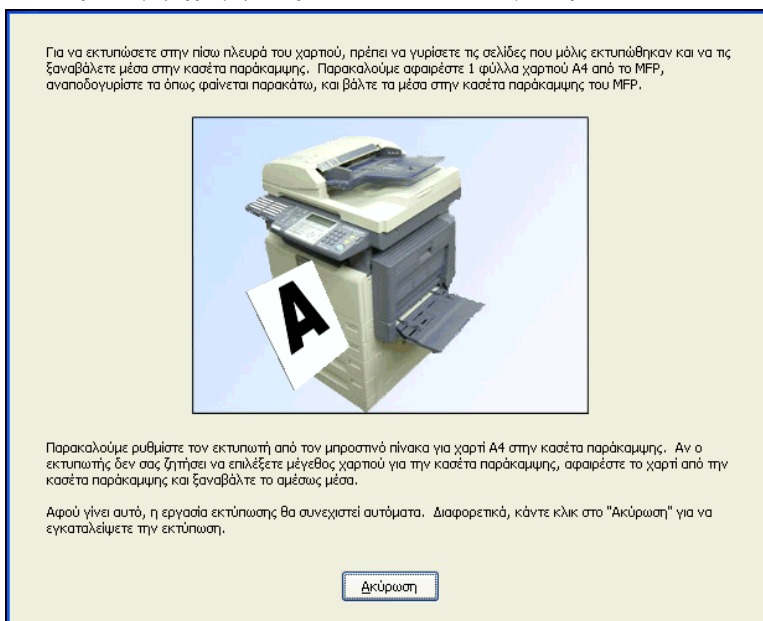 Για να εκτυπώσετε στην πίσω πλευρά του χαρτιού, πρέπει να γυρίσετε τις σελίδες που μόλις εκτυπώθηκαν και να τις
ξαναβάλετε μέσα στην κασέτα παράκαμψης. Παρακαλούμε αφαιρέστε 1 φύλλα χαρτιού A4 από το MFP,
αναποδογυρίστε τα όπως φαίνεται παρακάτω, και βάλτε τα μέσα στην κασέτα παράκαμψης του MFP.
A
Παρακαλούμε ρυθμίστε τον εκτυπωτή από τον μπροστινό πίνακα για χαρτί A4 στην κασέτα παράκαμψης. Αν ο
εκτυπωτής δεν σας ζητήσει να επιλέξετε μέγεθος χαρτιού για την κασέτα παράκαμψης, αφαιρέστε το χαρτί από την
κασέτα παράκαμψης και ξαναβάλτε το αμέσως μέσα.
Αφού γίνει αυτό, η εργασία εκτύπωσης θα συνεχιστεί αυτόματα. Διαφορετικά, κάντε κλικ στο "Ακύρωση" για να
εγκαταλείψετε την εκτύπωση.
Ακύρωση